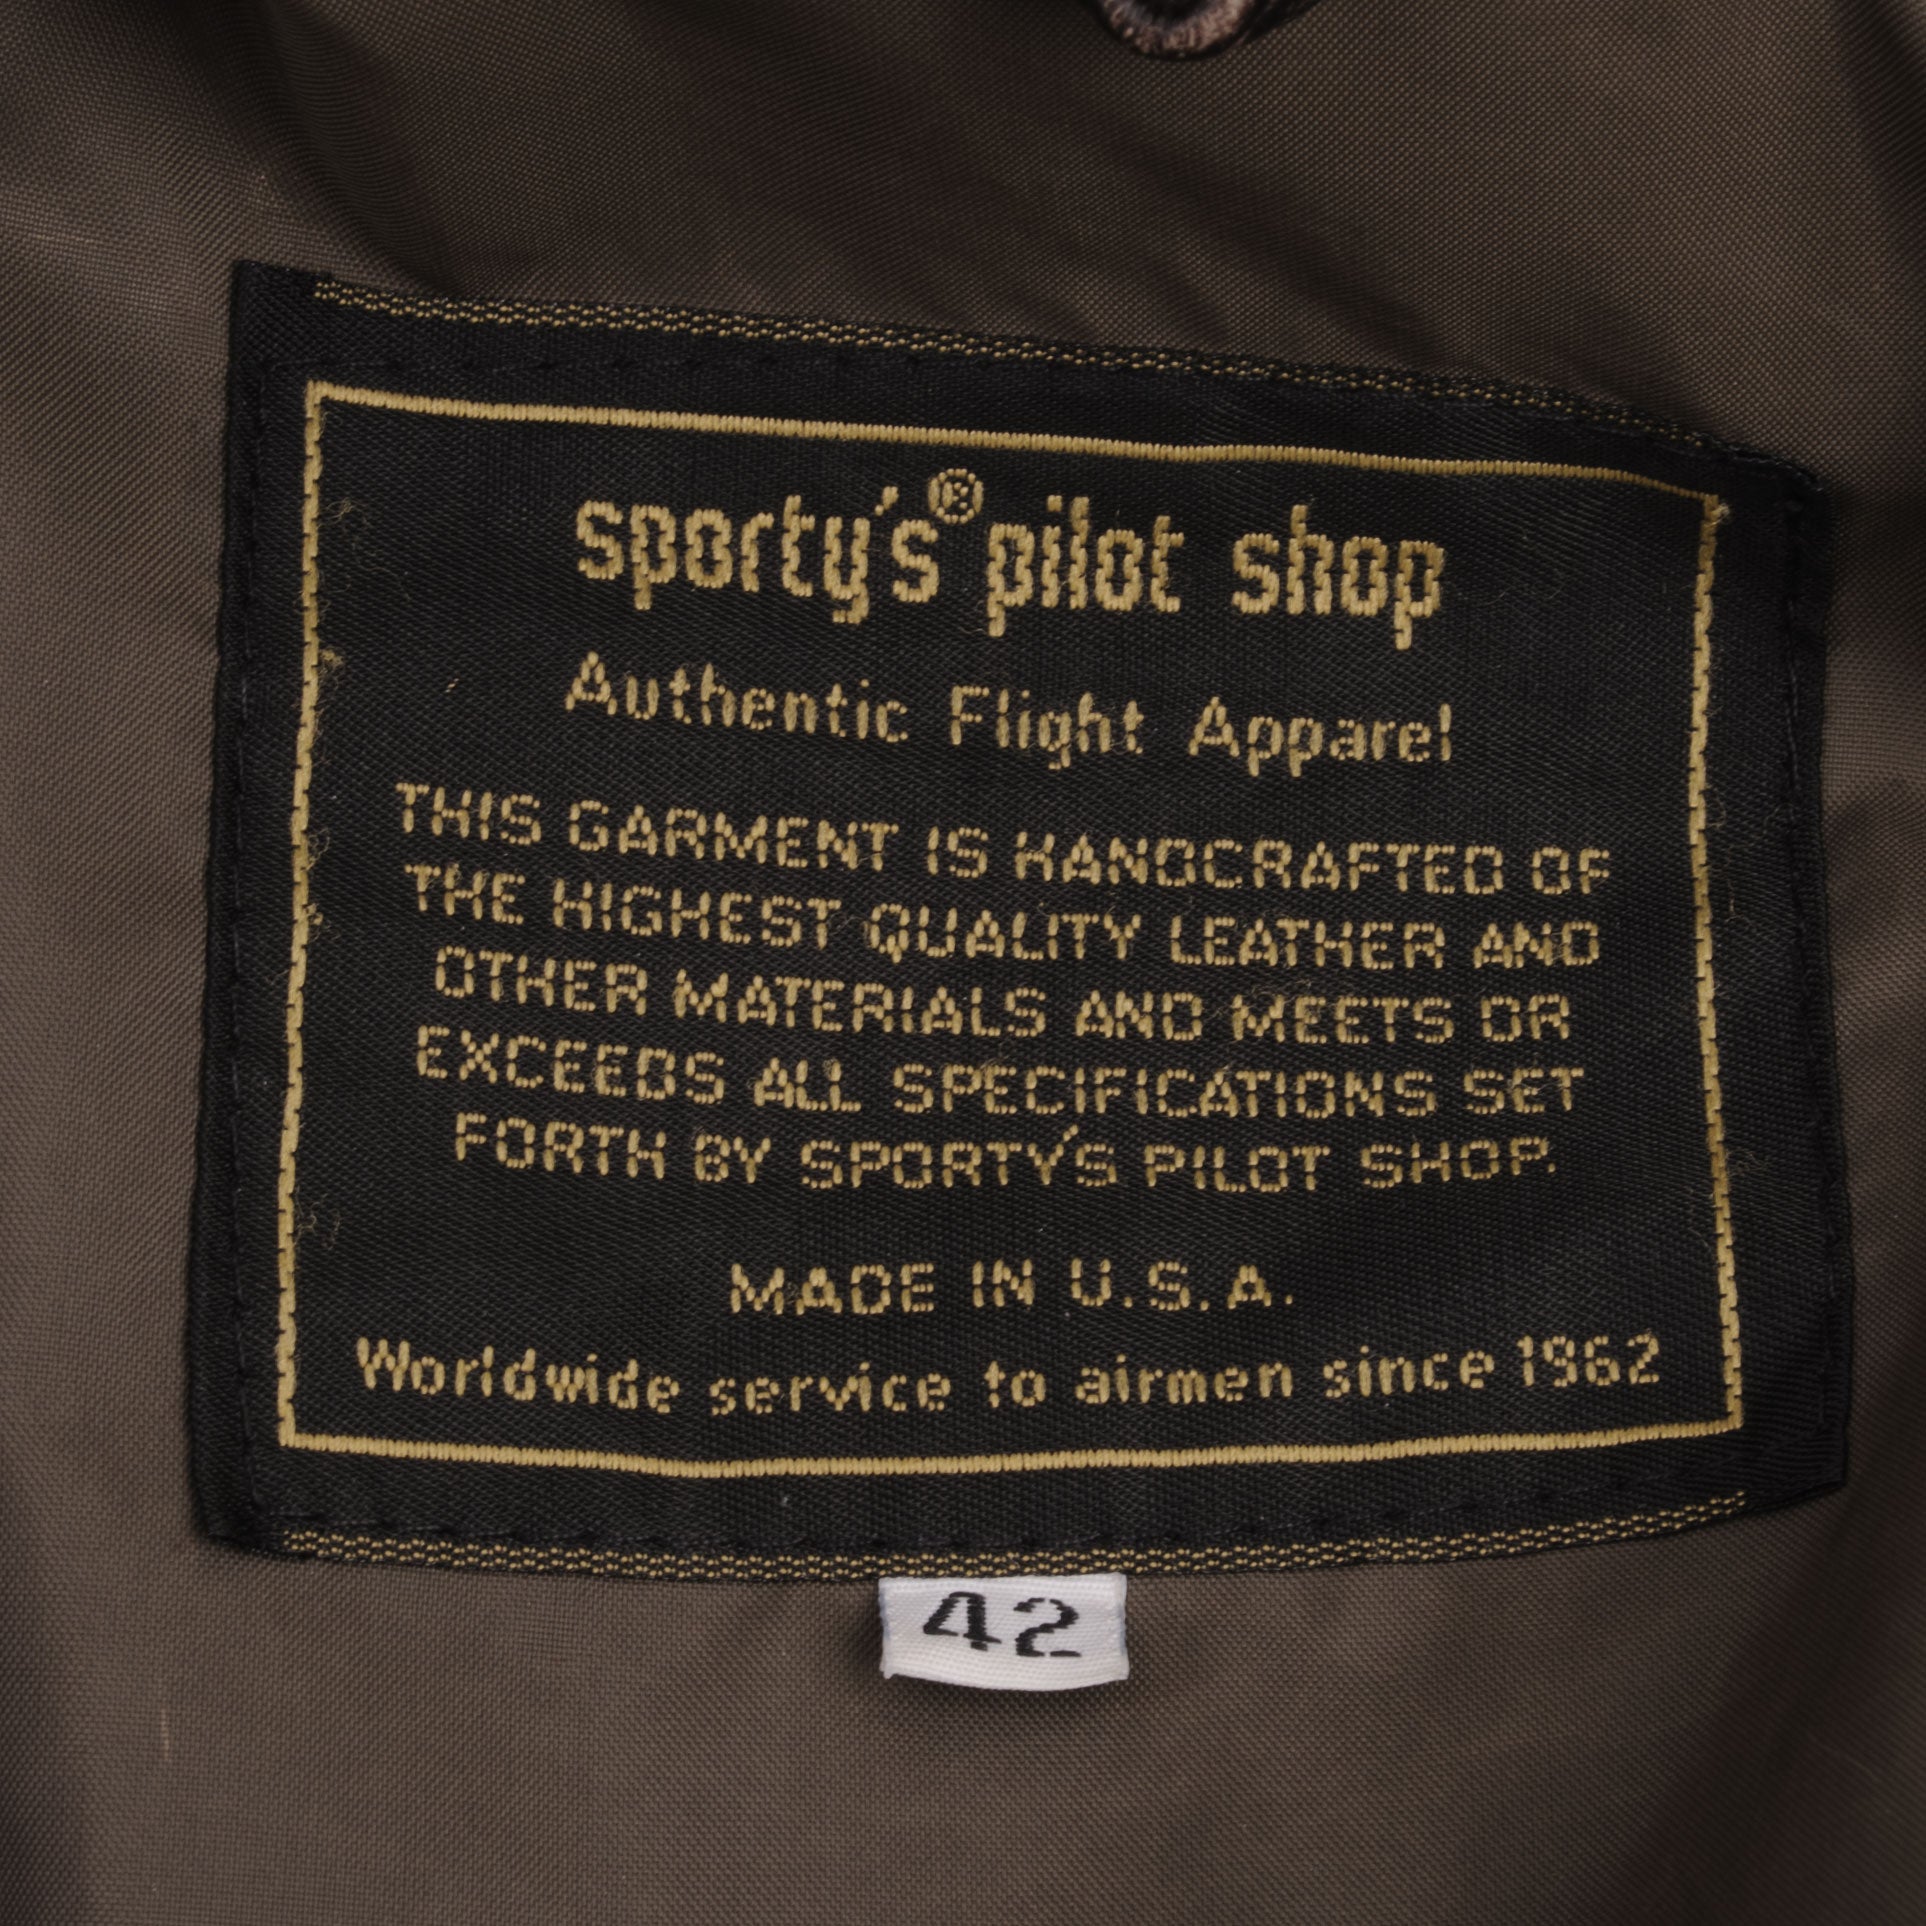 sporty's® pilot shop
Authentic Flight Apparel
THIS GARMENT IS HANDCRAFTED OF
THE HIGHEST QUALITY LEATHER AND
OTHER MATERIALS AND MEETS OR
EXCEEDS ALL SPECIFICATIONS SET
FORTH BY SPORTY'S PILOT SHOP.
MADE IN U.S.A.
Worldwide service to airmen since 1962
42